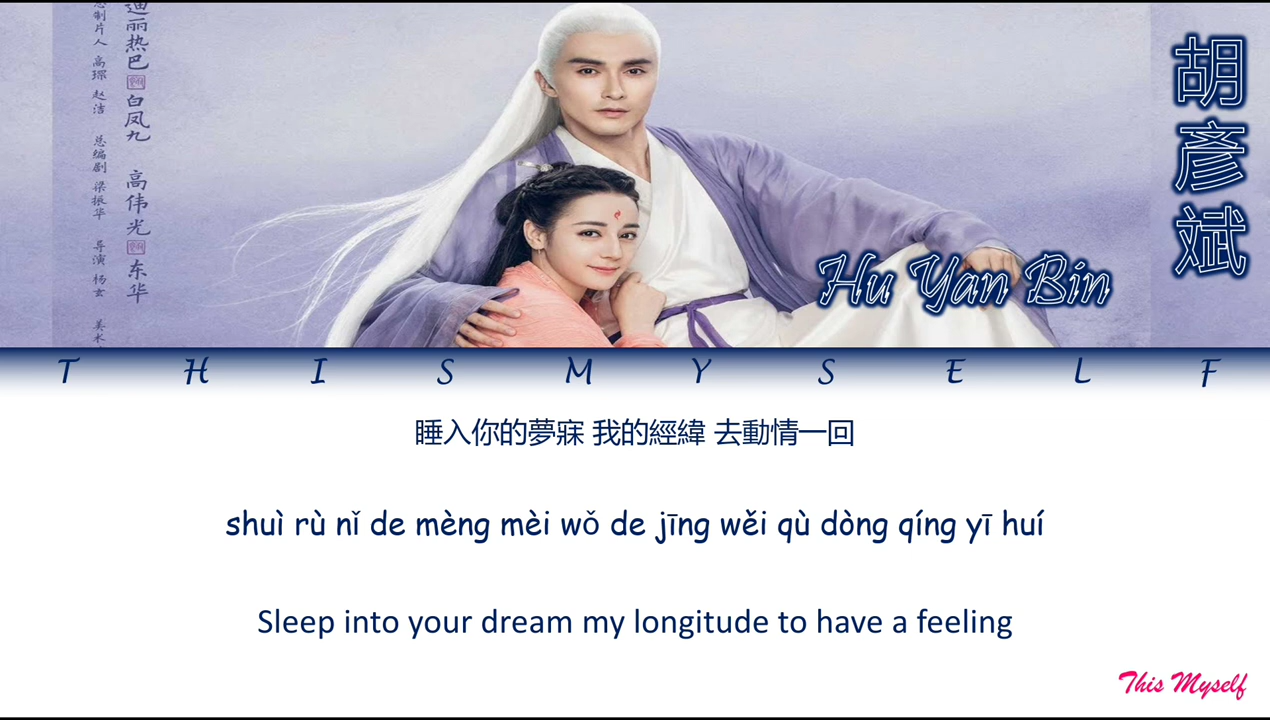 迪丽热巴 白凤九 高伟光 东华
总制片人 高琛 赵洁 总编剧 梁振华 导演 杨玄 美术
胡彥斌
Hu Yan Bin
T H I S M Y S E L F
睡入你的夢寐 我的經緯 去動情一回
shuì rù nǐ de mèng mèi wǒ de jīng wěi qù dòng qíng yī huí
Sleep into your dream my longitude to have a feeling
This Myself